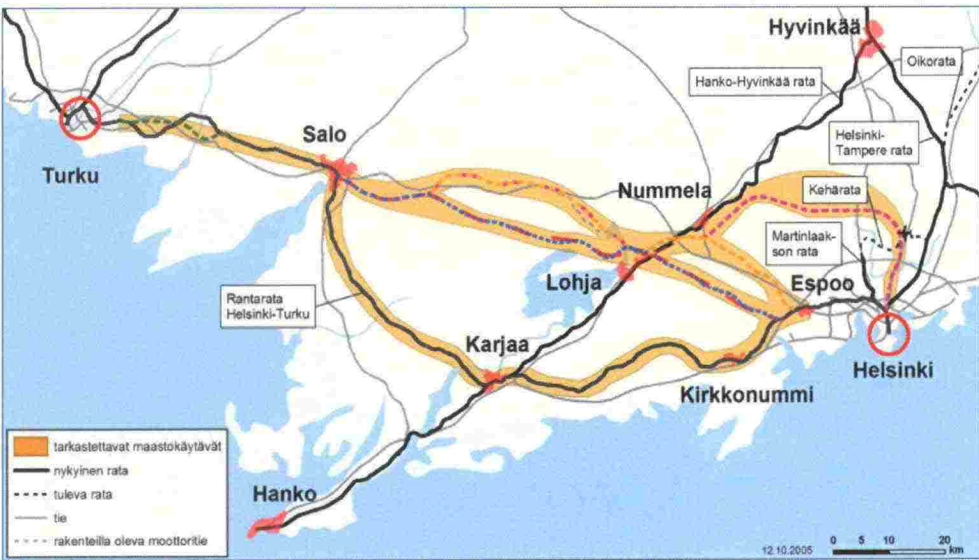 Hyvinkää
Oikorata
Hanko-Hyvinkää rata
Salo
Helsinki-
Tampere rata
Turku
Nummela
Kehärata
Martinlaak-
son rata
Lohja
Espoo
Rantarata
Helsinki-Turku
Karjaa
Kirkkonummi
Helsinki
Hanko
tarkastettavat maastokäytävät
nykyinen rata
tuleva rata
tie
rakenteilla oleva moottoritie
12.10.2005
0 5 10 20
km